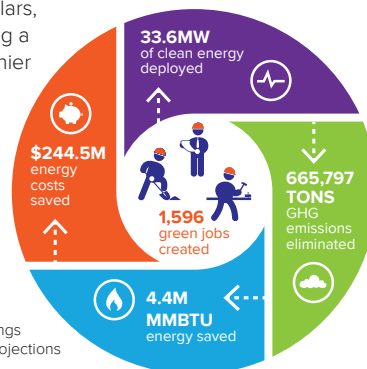 lars,
g a
nier
33.6MW
of clean energy
deployed
$244.5M
energy
costs
saved
665,797
TONS
GHG
emissions
eliminated
1,596
green jobs
created
4.4M
MMBTU
energy saved
ngs
ojections